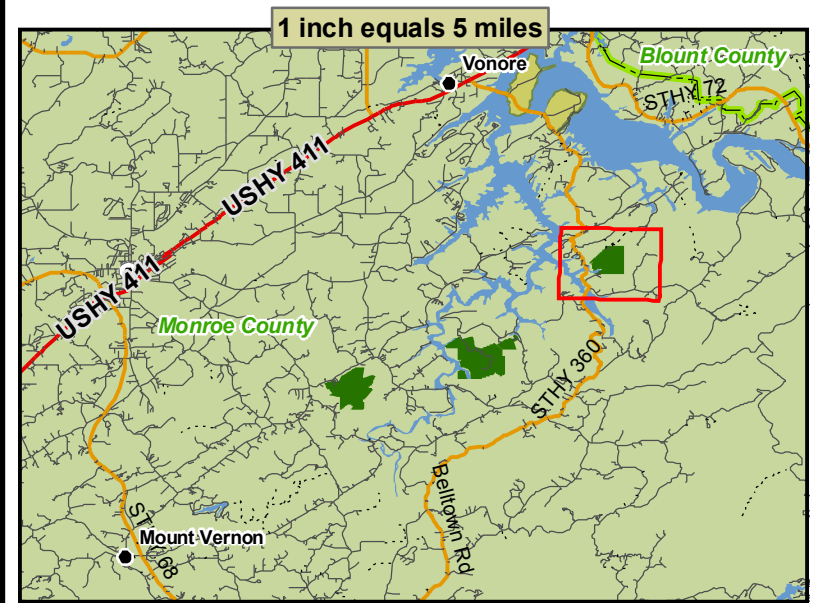 1 inch equals 5 miles
Blount County
Vonore
STHY 72
USHY 411
USHY 411
Monroe County
STHY 360
Belltown Rd
STHY 68
Mount Vernon